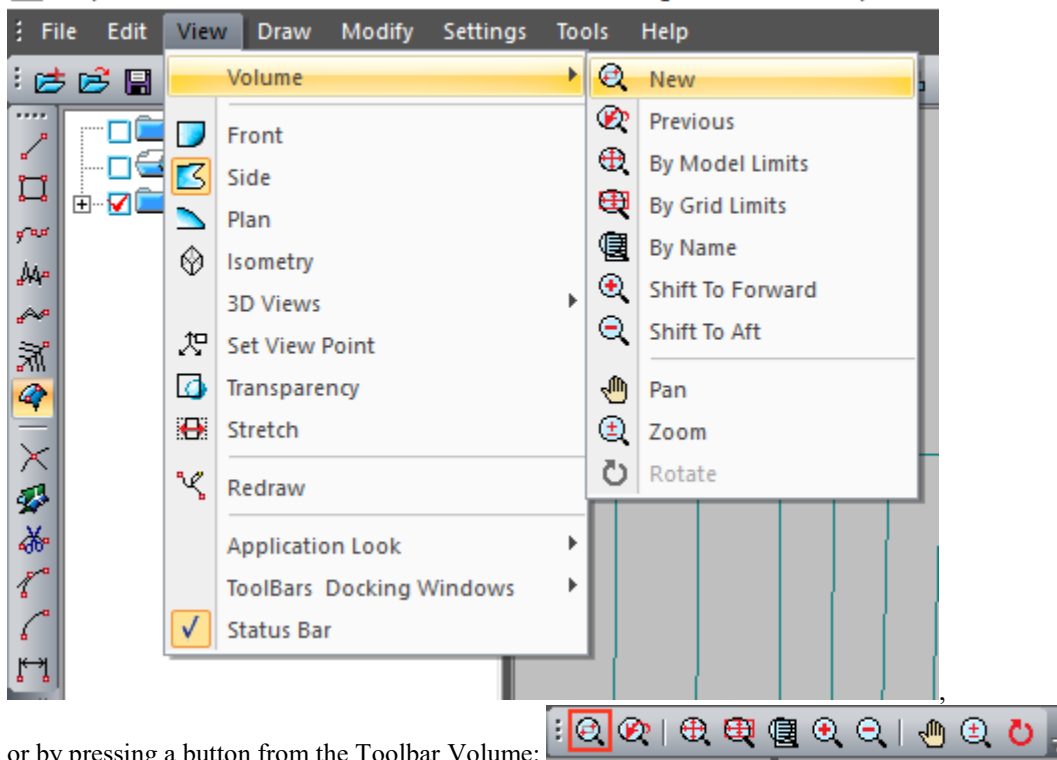 File Edit View Draw Modify Settings Tools Help
Volume
Front
Side
Plan
Isometry
3D Views
Set View Point
Transparency
Stretch
Redraw
Application Look
ToolBars Docking Windows
Status Bar
New
Previous
By Model Limits
By Grid Limits
By Name
Shift To Forward
Shift To Aft
Pan
Zoom
Rotate
,
or by pressing a button from the Toolbar Volume: